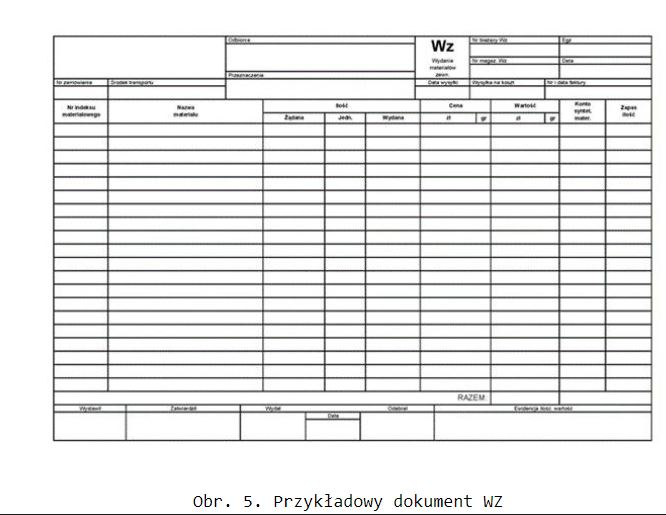 Odbiorca
Wz
Nr bieżący Wz
Egz
Wydanie
materiałów
zewn.
Nr magaz. Wz
Data
Przeznaczenie
Nr zamówienia
Środek transportu
Data wysyłki
Wysyłka na koszt
Nr i data faktury
Nr indeksu
materiałowego
Nazwa
materiału
Ilość
Żądana
Jedn.
Wydana
Cena
zł
gr
Wartość
zł
gr
Konto
syntet.
mater.
Zapas
ilość
RAZEM
Wystawił
Zatwierdził
Wydał
Data
Odebrał
Ewidencja ilość. wartość
Obr. 5. Przykładowy dokument WZ